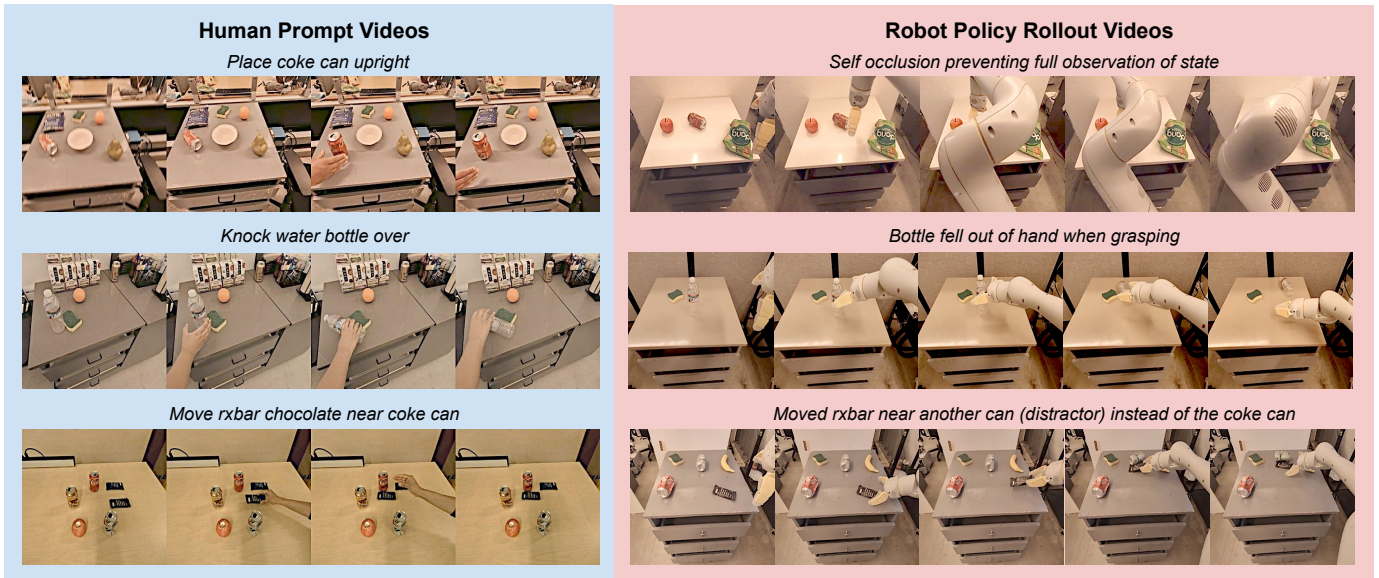 Human Prompt Videos
Place coke can upright
Knock water bottle over
Move rxbar chocolate near coke can
Robot Policy Rollout Videos
Self occlusion preventing full observation of state
Bottle fell out of hand when grasping
Moved rxbar near another can (distractor) instead of the coke can